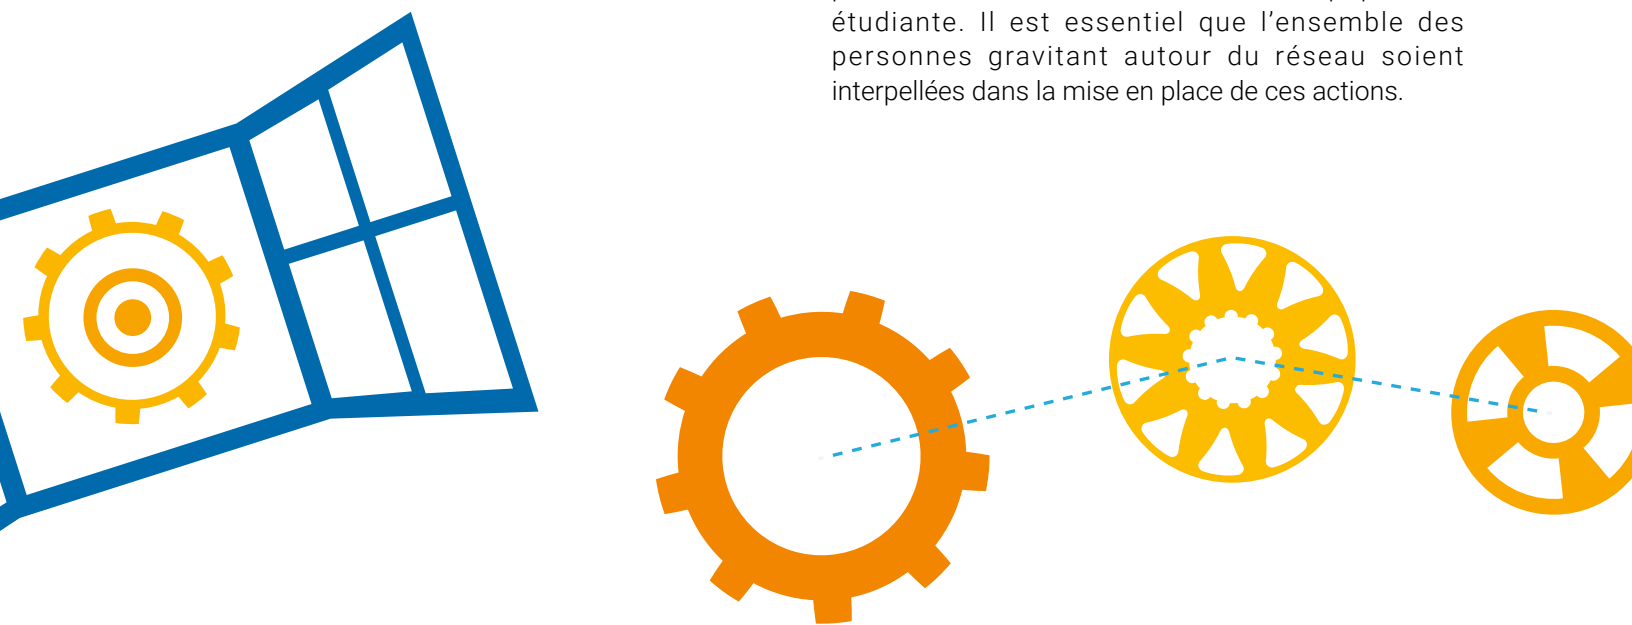 étudiante. Il est essentiel que l’ensemble des
personnes gravitant autour du réseau soient
interpellées dans la mise en place de ces actions.